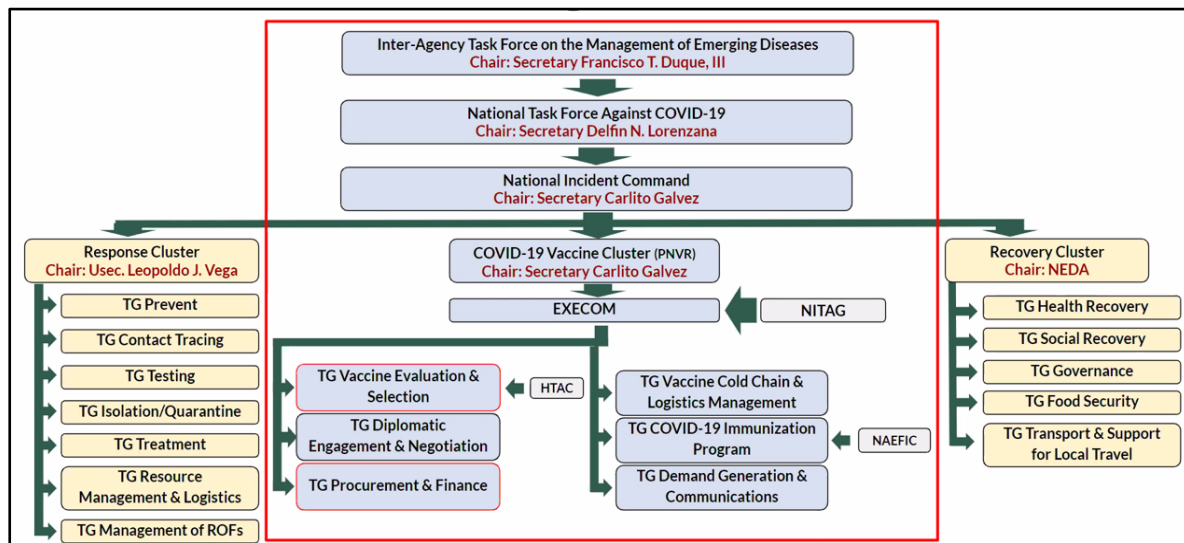 Inter-Agency Task Force on the Management of Emerging Diseases
Chair: Secretary Francisco T. Duque, III
National Task Force Against COVID-19
Chair: Secretary Delfin N. Lorenzana
National Incident Command
Chair: Secretary Carlito Galvez
Response Cluster
Chair: Usec. Leopoldo J. Vega
TG Prevent
TG Contact Tracing
TG Testing
TG Isolation/Quarantine
TG Treatment
TG Resource
Management & Logistics
TG Management of ROFs
COVID-19 Vaccine Cluster (PNVR)
Chair: Secretary Carlito Galvez
EXECOM
NITAG
TG Vaccine Evaluation &
Selection
HTAC
TG Diplomatic
Engagement & Negotiation
TG Procurement & Finance
TG Vaccine Cold Chain &
Logistics Management
TG COVID-19 Immunization
Program
NAEFIC
TG Demand Generation &
Communications
Recovery Cluster
Chair: NEDA
TG Health Recovery
TG Social Recovery
TG Governance
TG Food Security
TG Transport & Support
for Local Travel